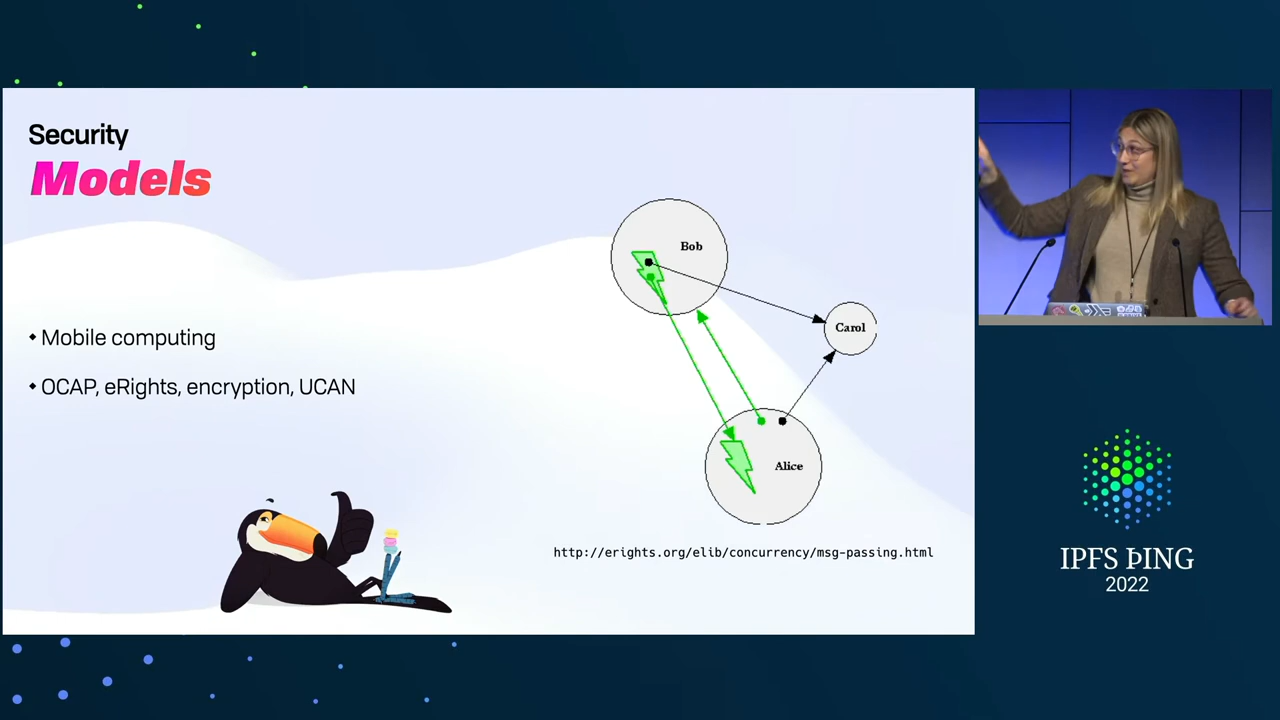 Security
Models
• Mobile computing
• OCAP, eRights, encryption, UCAN
Bob
Carol
Alice
http://erights.org/elib/concurrency/msg-passing.html
IPFS ÞING
2022